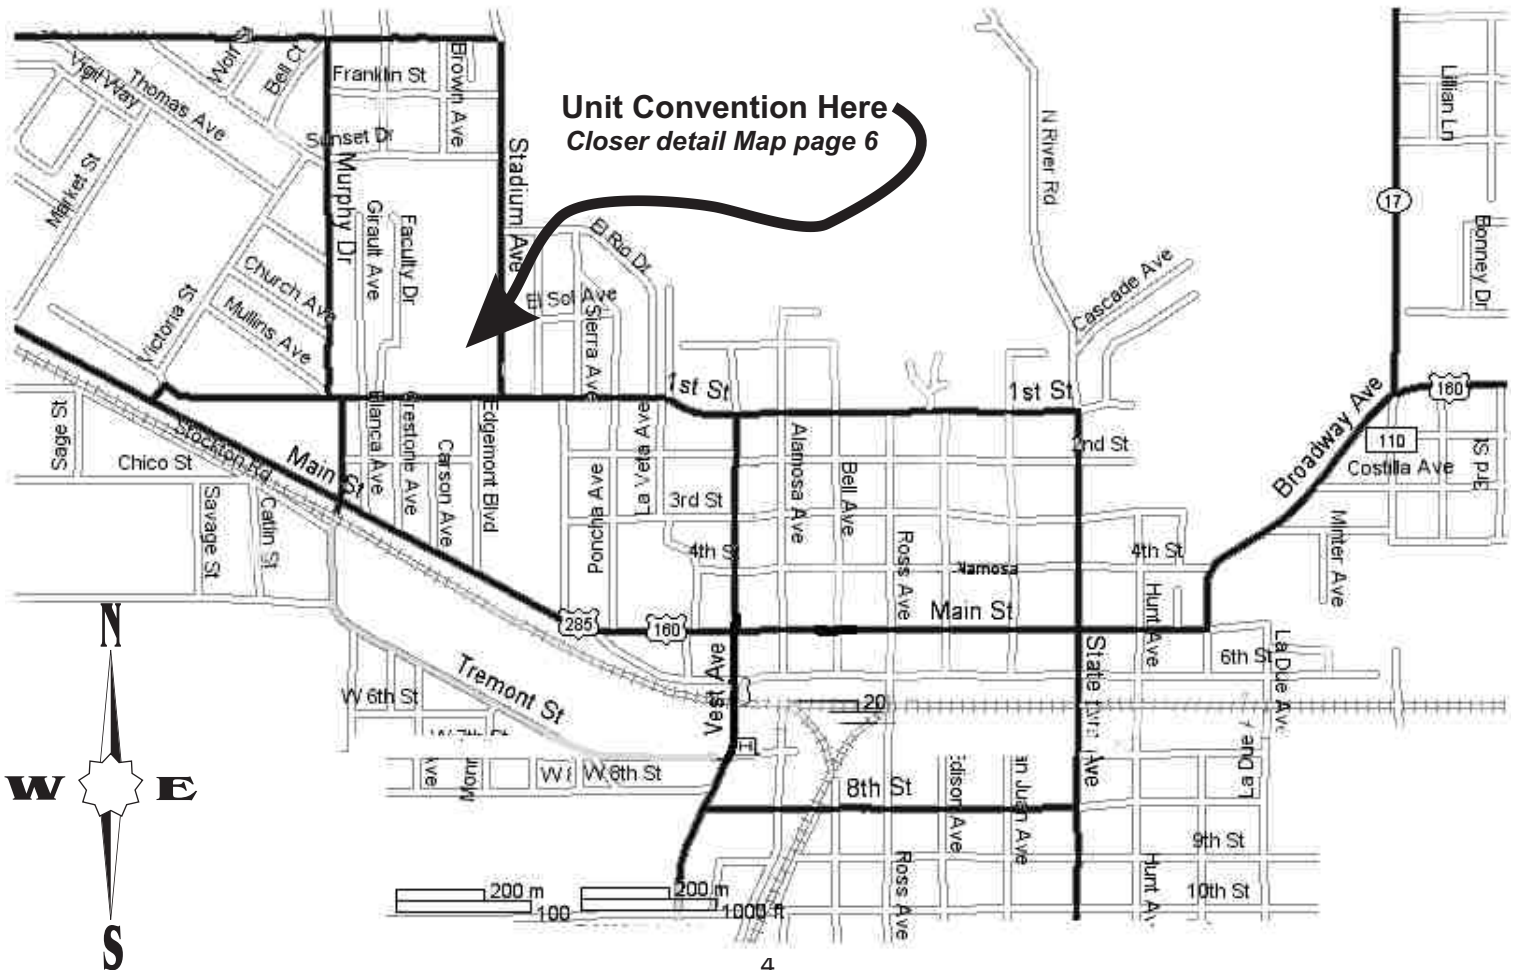 Unit Convention Here
Closer detail Map page 6
Wolf
Bell Ct
Franklin St
Brown Ave
Vigil Way
Thomas Ave
Sunset Dr
Market St
Murphy Dr
Stadium Ave
Girault Ave
Faculty Dr
El Rio Dr
El Sol Ave
Sierra Ave
Church Ave
Mullins Ave
Victoria St
N River Rd
Cascade Ave
Lillian Ln
17
Bonney Dr
160
110
Broadway Ave
Costilla Ave
3rd St
Minter Ave
1st St
1st St
2nd St
Sage St
Stockton Rd
Chico St
Main St
Blanca Ave
Crestone Ave
Carson Ave
Edgemont Blvd
Poncha Ave
La Veta Ave
3rd St
4th S
Alamosa Ave
Bell Ave
Ross Ave
Alamosa
4th St
Hunt Ave
Savage St
Catlin St
285
160
Main St
6th St
La Due Ave
West Ave
State Ave
20
H
Tremont St
W 6th St
W 7th St
W 8th St
Ave
8th St
Edison Ave
an Juan Ave
La Due
9th St
10th St
Ross Ave
Hunt Av
200 m
100
200 m
1000 ft
N
W
E
S
4